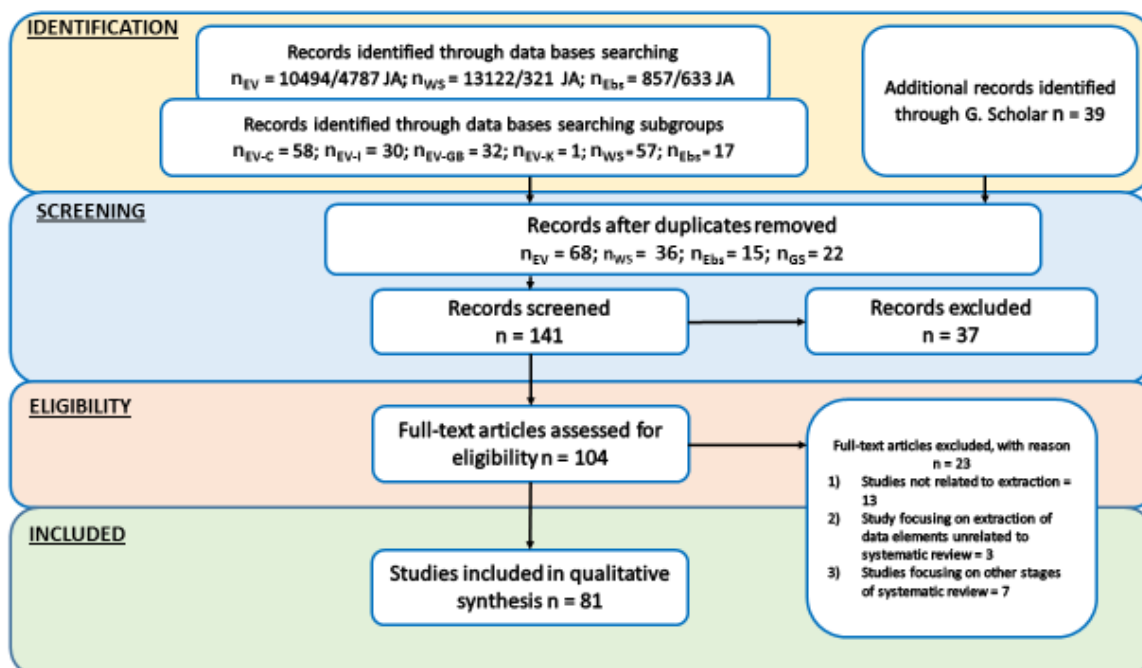 IDENTIFICATION
Records identified through data bases searching
nEV = 10494/4787 JA; nWS = 13122/321 JA; nEbs = 857/633 JA
Records identified through data bases searching subgroups
nEV-C = 58; nEV-I = 30; nEV-GB = 32; nEV-K = 1; nWS = 57; nEbs = 17
Additional records identified
through G. Scholar n = 39
SCREENING
Records after duplicates removed
nEV = 68; nWS = 36; nEbs = 15; nGS = 22
Records screened
n = 141
Records excluded
n = 37
ELIGIBILITY
Full-text articles assessed for
eligibility n = 104
Full-text articles excluded, with reason
n = 23
1) Studies not related to extraction =
13
2) Study focusing on extraction of
data elements unrelated to
systematic review = 3
3) Studies focusing on other stages
of systematic review = 7
INCLUDED
Studies included in qualitative
synthesis n = 81